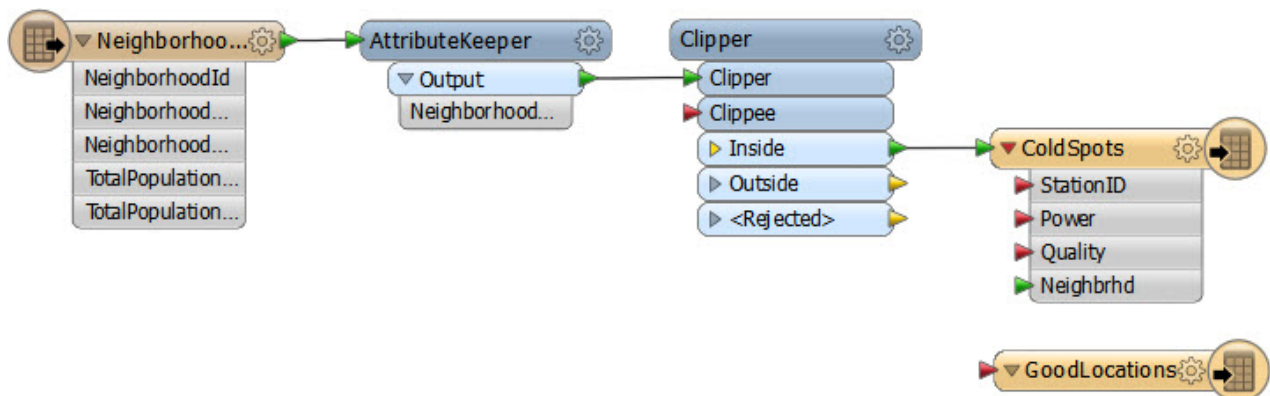 Neighborhoo...
NeighborhoodId
Neighborhood...
Neighborhood...
TotalPopulation...
TotalPopulation...
AttributeKeeper
Output
Neighborhood...
Clipper
Clipper
Clippee
Inside
Outside
<Rejected>
ColdSpots
StationID
Power
Quality
Neighbrhd
GoodLocations